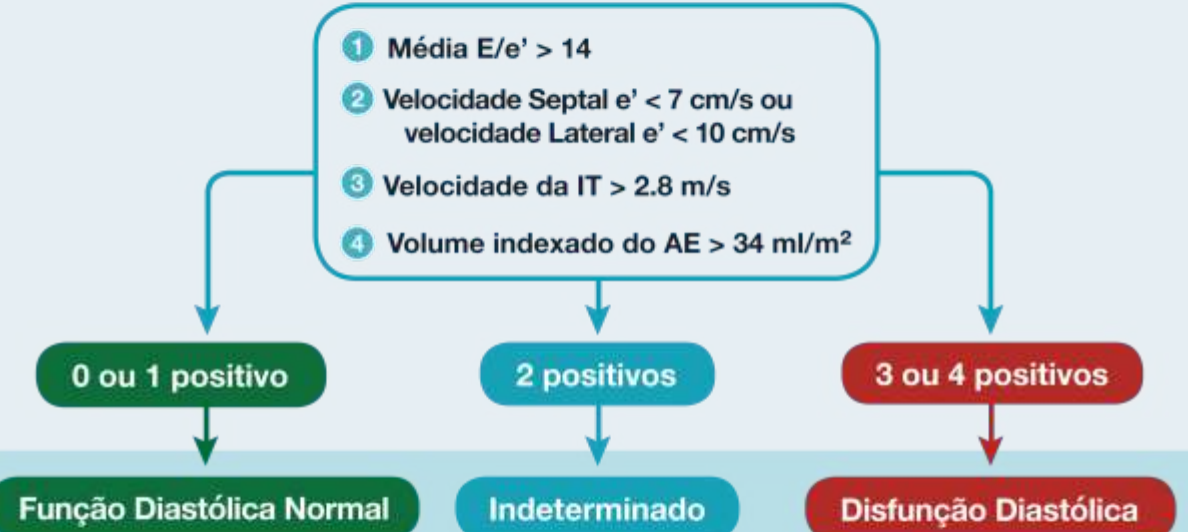 1 Média E/e’ > 14
2 Velocidade Septal e’ < 7 cm/s ou
velocidade Lateral e’ < 10 cm/s
3 Velocidade da IT > 2.8 m/s
4 Volume indexado do AE > 34 ml/m²
0 ou 1 positivo
2 positivos
3 ou 4 positivos
Função Diastólica Normal
Indeterminado
Disfunção Diastólica